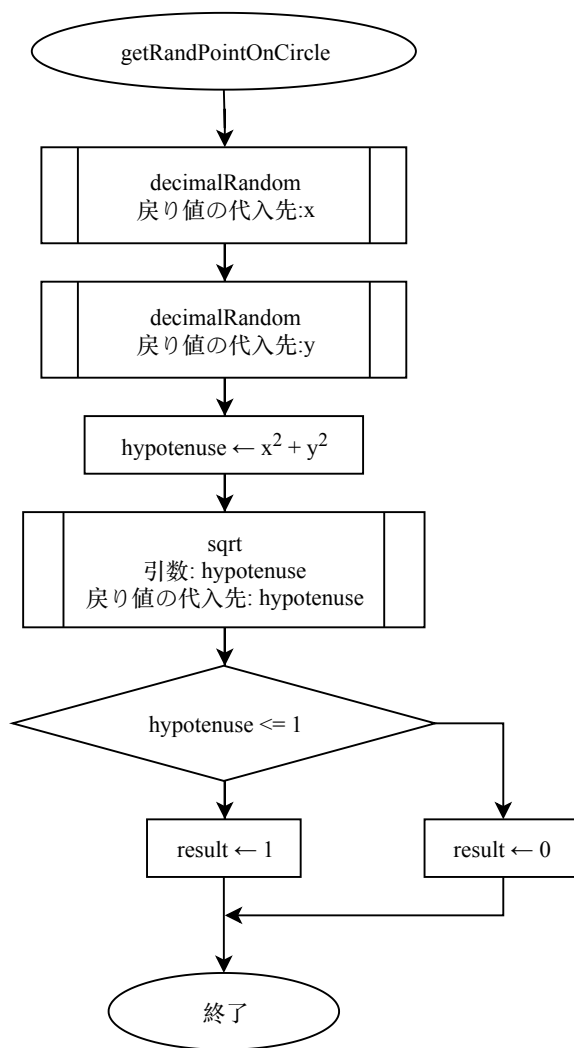 getRandPointOnCircle
decimalRandom
戻り値の代入先:x
decimalRandom
戻り値の代入先:y
hypotenuse ← x² + y²
sqrt
引数: hypotenuse
戻り値の代入先: hypotenuse
hypotenuse <= 1
result ← 1
result ← 0
終了